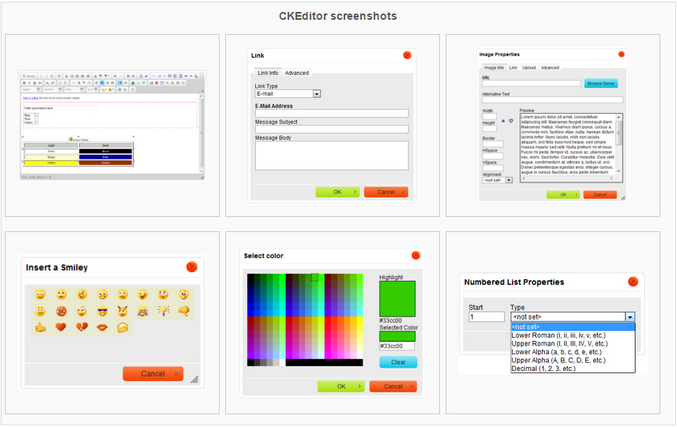 CKEditor screenshots
Link
Link Info
Advanced
Link Type
E-mail
E-Mail Address
Message Subject
Message Body
OK
Cancel
Image Properties
Image Info
Link
Upload
Advanced
URL
Browse Server
Alternative Text
Width
Height
Border
HSpace
VSpace
Alignment
<not set>
Preview
Lorem ipsum dolor sit amet, consectetuer
adipiscing elit. Maecenas feugiat consequat diam.
Maecenas metus. Vivamus diam purus, cursus a,
commodo non, facilisis vitae, nulla. Aenean dictum
lacinia tortor. Nunc iaculis, nibh non iaculis
aliquam, orci felis euismod neque, sed ornare
massa mauris sed velit. Nulla pretium mi et risus.
Fusce mi pede, tempor id, cursus ac, ullamcorper
nec, enim. Sed tortor. Curabitur molestie. Duis velit
augue, condimentum at, ultrices a, luctus ut, orci.
Donec pellentesque egestas eros. Integer cursus,
augue in cursus faucibus, eros pede bibendum
OK
Cancel
Insert a Smiley
Cancel
Select color
Highlight
#33cc00
Selected Color
#33cc00
Clear
OK
Cancel
Numbered List Properties
Start
Type
1
<not set>
<not set>
Lower Roman (i, ii, iii, iv, v, etc.)
Upper Roman (I, II, III, IV, V, etc.)
Lower Alpha (a, b, c, d, e, etc.)
Upper Alpha (A, B, C, D, E, etc.)
Decimal (1, 2, 3, etc.)